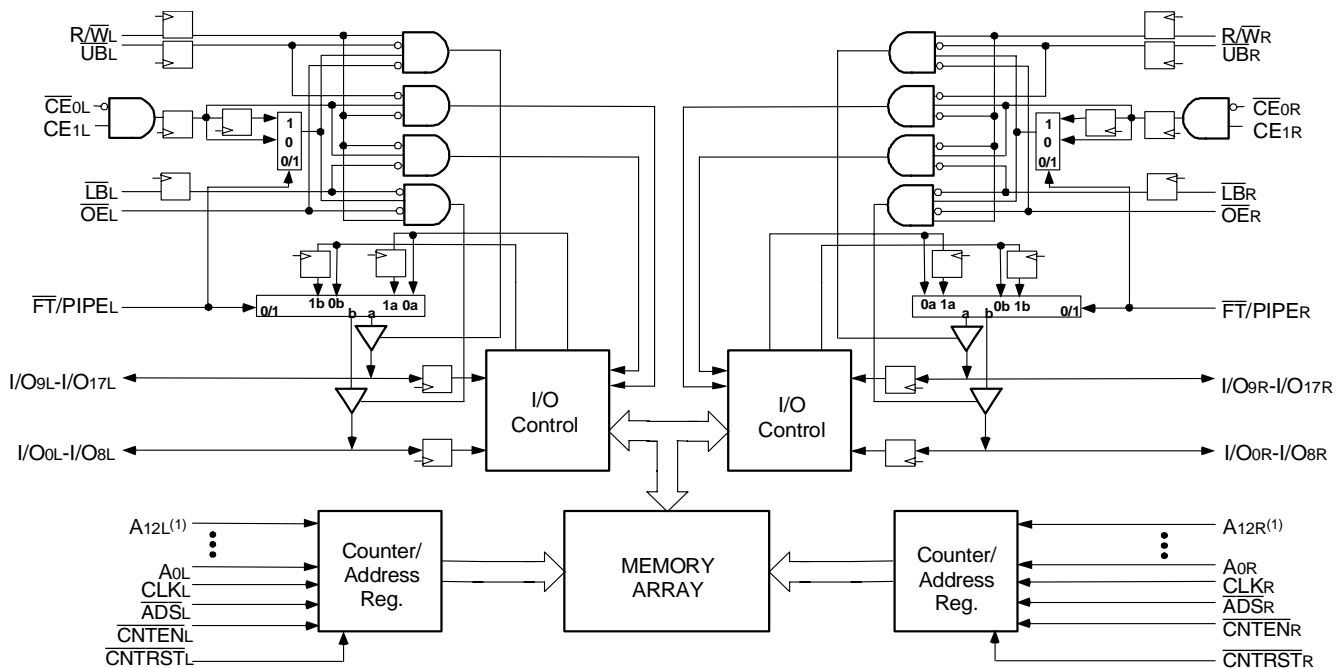 R/W̅L
U̅B̅L
C̅E̅0L
CE1L
1
0
0/1
L̅B̅L
O̅E̅L
F̅T̅/PIPEL
0/1
1b 0b
1a 0a
b a
I/O9L-I/O17L
I/O0L-I/O8L
I/O
Control
R/W̅R
U̅B̅R
C̅E̅0R
CE1R
1
0
0/1
L̅B̅R
O̅E̅R
F̅T̅/PIPER
0a 1a
0b 1b
0/1
a b
I/O9R-I/O17R
I/O0R-I/O8R
I/O
Control
A12L(1)
A0L
CLKL
A̅D̅S̅L
C̅N̅T̅E̅N̅L
C̅N̅T̅R̅S̅T̅L
Counter/
Address
Reg.
MEMORY
ARRAY
Counter/
Address
Reg.
A12R(1)
A0R
CLKR
A̅D̅S̅R
C̅N̅T̅E̅N̅R
C̅N̅T̅R̅S̅T̅R